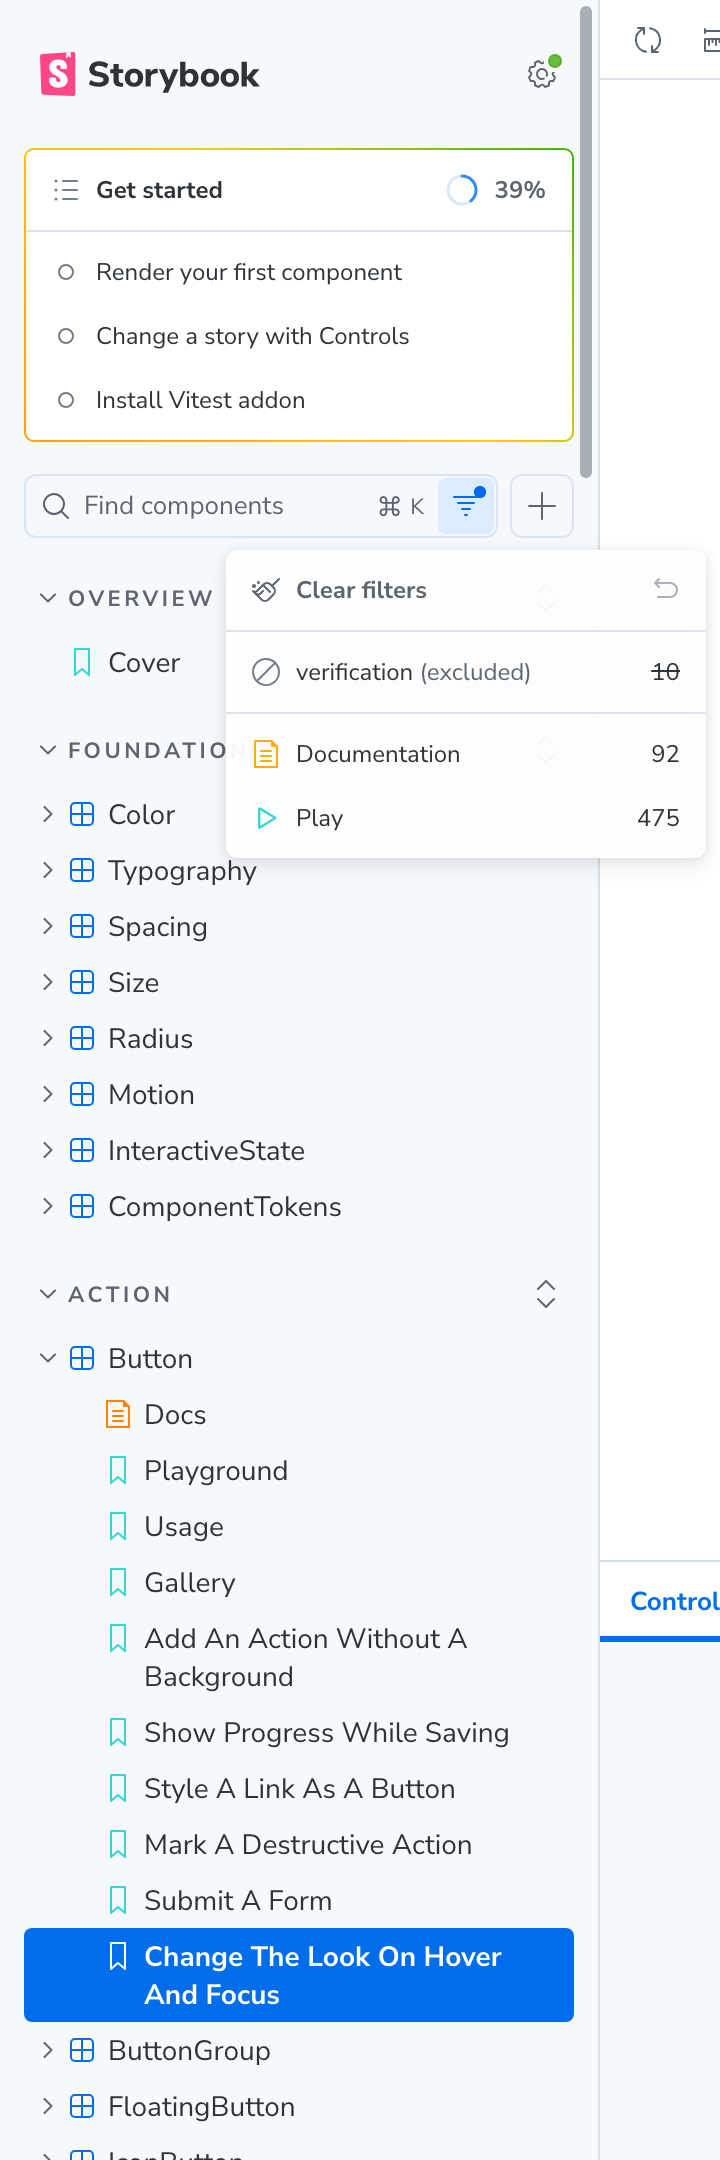 Storybook
Get started 39%
Render your first component
Change a story with Controls
Install Vitest addon
Find components ⌘ K
OVERVIEW
Clear filters
Cover
verification (excluded) 10
FOUNDATION
Documentation 92
Color
Play 475
Typography
Spacing
Size
Radius
Motion
InteractiveState
ComponentTokens
ACTION
Button
Docs
Playground
Usage
Gallery
Add An Action Without A
Background
Control
Show Progress While Saving
Style A Link As A Button
Mark A Destructive Action
Submit A Form
Change The Look On Hover
And Focus
ButtonGroup
FloatingButton
IconButton